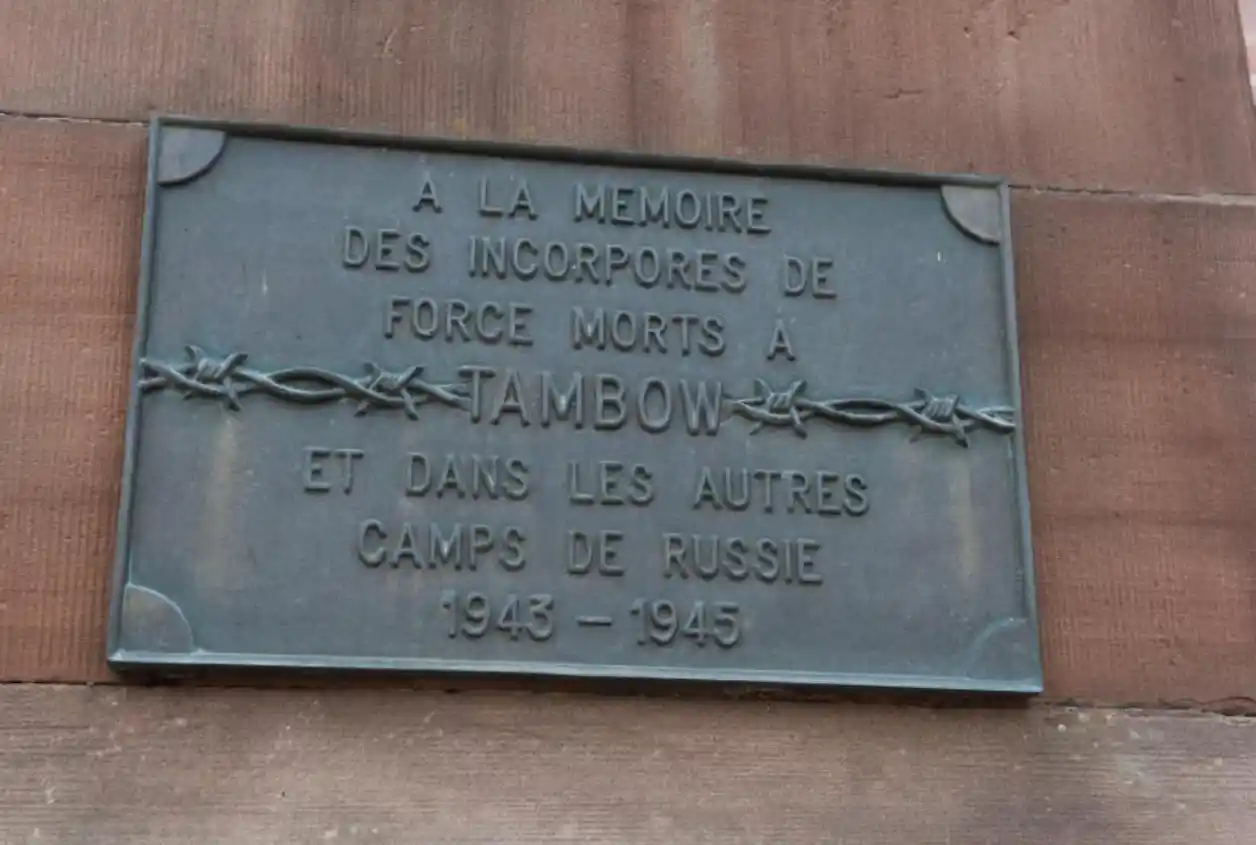 A LA MEMOIRE
DES INCORPORES DE
FORCE MORTS A
TAMBOW
ET DANS LES AUTRES
CAMPS DE RUSSIE
1943 – 1945